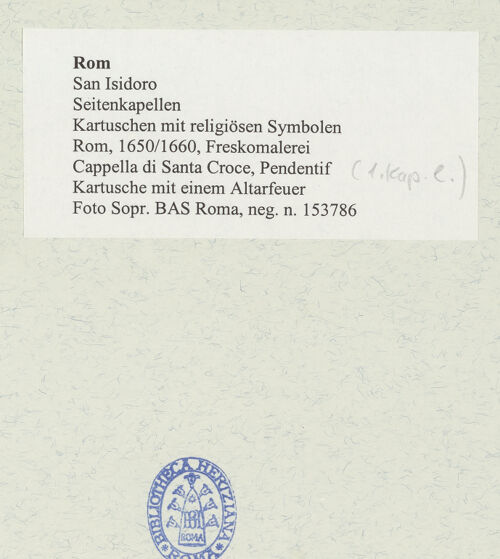 Rom
San Isidoro
Seitenkapellen
Kartuschen mit religiösen Symbolen
Rom, 1650/1660, Freskomalerei
Cappella di Santa Croce, Pendentif (1. Kap. l.)
Kartusche mit einem Altarfeuer
Foto Sopr. BAS Roma, neg. n. 153786
BIBLIOTHECA HERTZIANA
ROMA